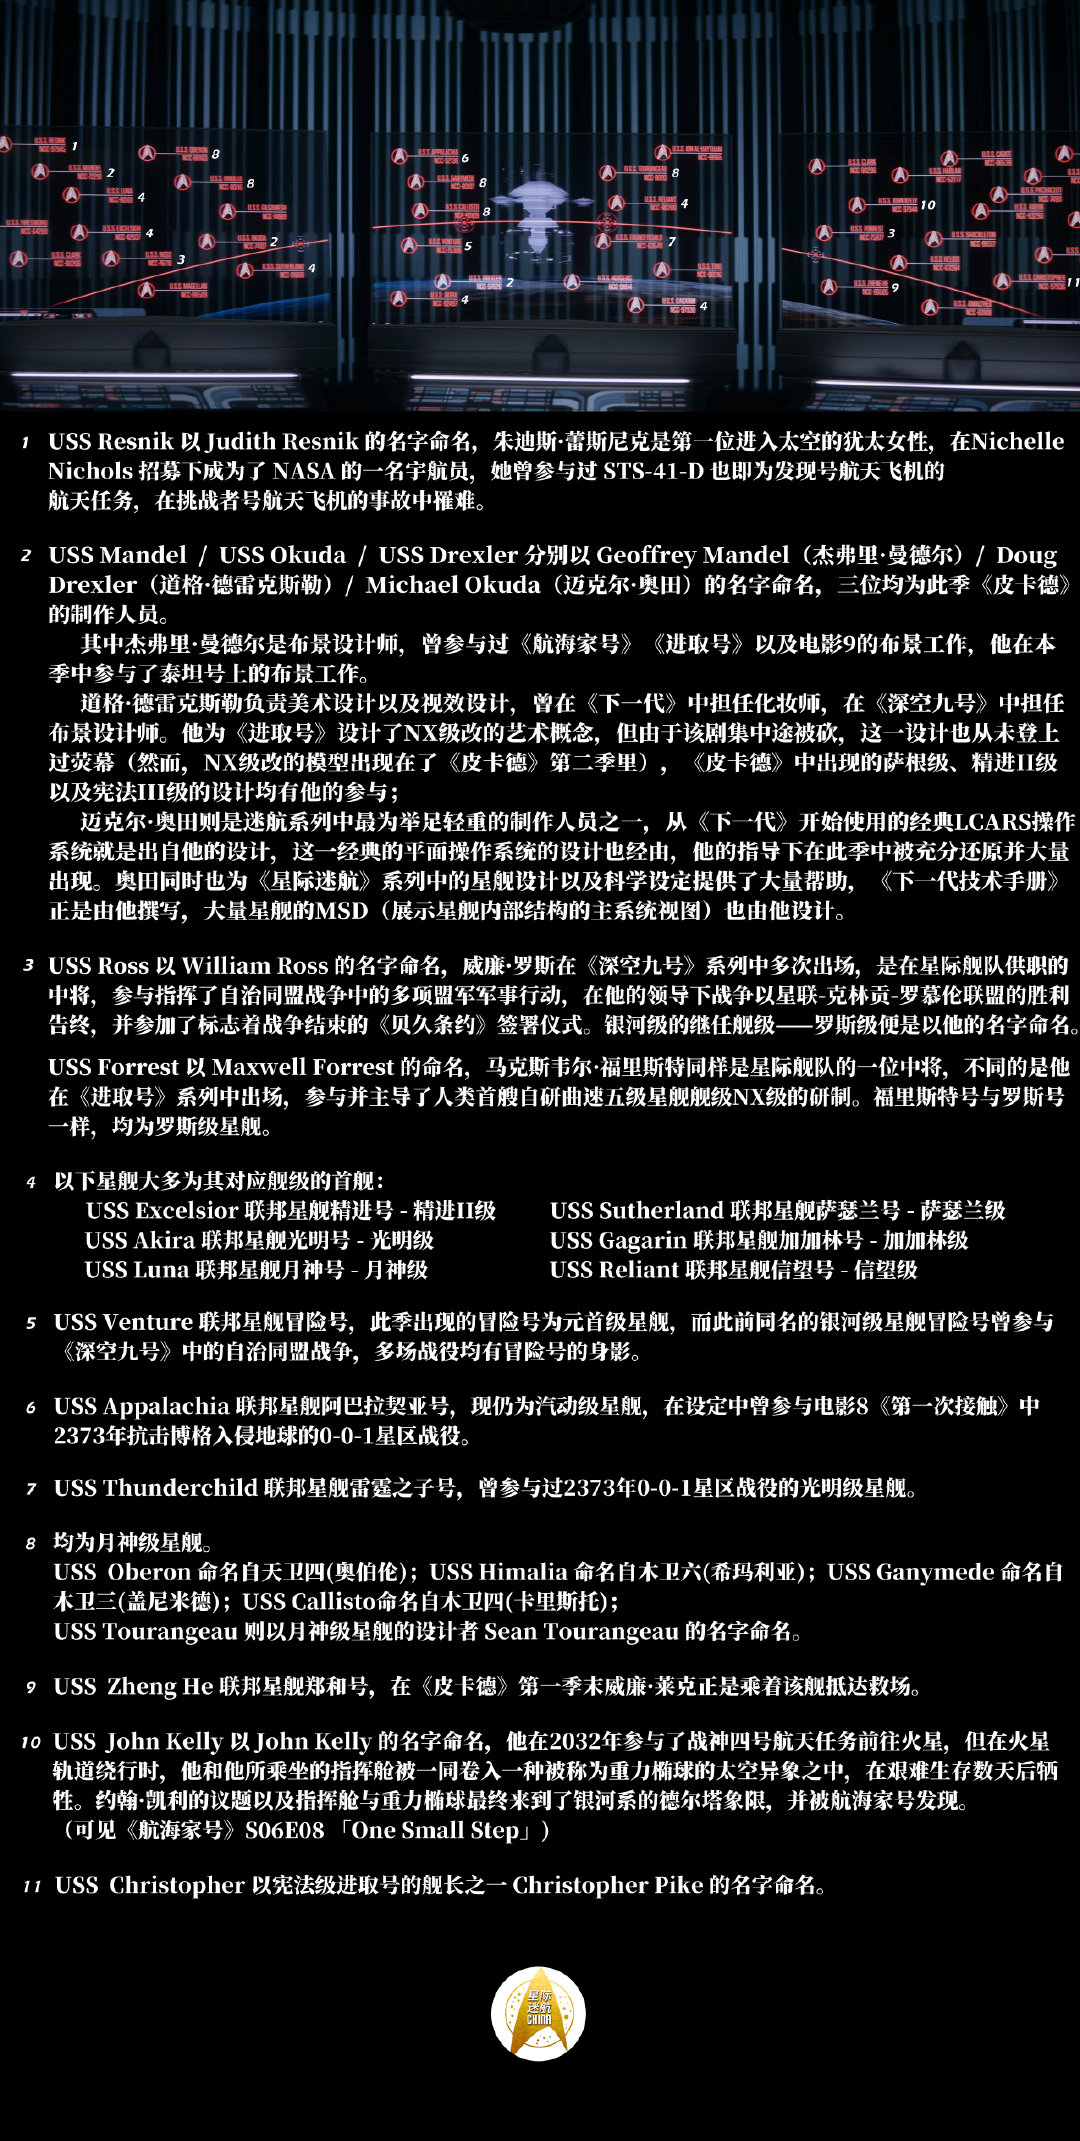 U.S.S. RESNIK
1
U.S.S. OBERON
8
U.S.S. MANDEL
2
U.S.S. HIMALIA
8
U.S.S. LUNA
4
U.S.S. GILGAMESH
U.S.S. EXCELSIOR
4
U.S.S. OKUDA
2
U.S.S. CLARK
U.S.S. ROSS
3
U.S.S. SUTHERLAND
4
U.S.S. MAGELLAN
U.S.S. APPALACHIA
6
U.S.S. IBN AL HAYTHAM
U.S.S. GANYMEDE
8
U.S.S. TOURANGEAU
8
U.S.S. CALLISTO
8
U.S.S. RELIANT
4
U.S.S. VENTURE
5
U.S.S. THUNDERCHILD
7
U.S.S. DREXLER
2
U.S.S. HUYGENS
U.S.S. AKIRA
4
U.S.S. GAGARIN
4
U.S.S. CLARK
U.S.S. CABOT
U.S.S. HARLAN
U.S.S. JOHN KELLY
10
U.S.S. PACHACUTI
U.S.S. FORREST
3
U.S.S. SHACKLETON
U.S.S. HELIOS
U.S.S. ZHENG HE
9
U.S.S. CHRISTOPHER
11
U.S.S. AMALTHEA
1 USS Resnik 以 Judith Resnik 的名字命名，朱迪斯·蕾斯尼克是第一位进入太空的犹太女性，在Nichelle
Nichols 招募下成为了 NASA 的一名宇航员，她曾参与过 STS-41-D 也即为发现号航天飞机的
航天任务，在挑战者号航天飞机的事故中罹难。
2 USS Mandel / USS Okuda / USS Drexler 分别以 Geoffrey Mandel（杰弗里·曼德尔）/ Doug
Drexler（道格·德雷克斯勒）/ Michael Okuda（迈克尔·奥田）的名字命名，三位均为此季《皮卡德》
的制作人员。
其中杰弗里·曼德尔是布景设计师，曾参与过《航海家号》《进取号》以及电影9的布景工作，他在本
季中参与了泰坦号上的布景工作。
道格·德雷克斯勒负责美术设计以及视效设计，曾在《下一代》中担任化妆师，在《深空九号》中担任
布景设计师。他为《进取号》设计了NX级改的艺术概念，但由于该剧集中途被砍，这一设计也从未登上
过荧幕（然而，NX级改的模型出现在了《皮卡德》第二季里），《皮卡德》中出现的萨根级、精进II级
以及宪法III级的设计均有他的参与；
迈克尔·奥田则是迷航系列中最为举足轻重的制作人员之一，从《下一代》开始使用的经典LCARS操作
系统就是出自他的设计，这一经典的平面操作系统的设计也经由，他的指导下在此季中被充分还原并大量
出现。奥田同时也为《星际迷航》系列中的星舰设计以及科学设定提供了大量帮助，《下一代技术手册》
正是由他撰写，大量星舰的MSD（展示星舰内部结构的主系统视图）也由他设计。
3 USS Ross 以 William Ross 的名字命名，威廉·罗斯在《深空九号》系列中多次出场，是在星际舰队供职的
中将，参与指挥了自治同盟战争中的多项盟军军事行动，在他的领导下战争以星联-克林贡-罗慕伦联盟的胜利
告终，并参加了标志着战争结束的《贝久条约》签署仪式。银河级的继任舰级——罗斯级便是以他的名字命名。
USS Forrest 以 Maxwell Forrest 的命名，马克斯韦尔·福里斯特同样是星际舰队的一位中将，不同的是他
在《进取号》系列中出场，参与并主导了人类首艘自研曲速五级星舰舰级NX级的研制。福里斯特号与罗斯号
一样，均为罗斯级星舰。
4 以下星舰大多为其对应舰级的首舰：
USS Excelsior 联邦星舰精进号 - 精进II级 USS Sutherland 联邦星舰萨瑟兰号 - 萨瑟兰级
USS Akira 联邦星舰光明号 - 光明级 USS Gagarin 联邦星舰加加林号 - 加加林级
USS Luna 联邦星舰月神号 - 月神级 USS Reliant 联邦星舰信望号 - 信望级
5 USS Venture 联邦星舰冒险号，此季出现的冒险号为元首级星舰，而此前同名的银河级星舰冒险号曾参与
《深空九号》中的自治同盟战争，多场战役均有冒险号的身影。
6 USS Appalachia 联邦星舰阿巴拉契亚号，现仍为汽动级星舰，在设定中曾参与电影8《第一次接触》中
2373年抗击博格入侵地球的0-0-1星区战役。
7 USS Thunderchild 联邦星舰雷霆之子号，曾参与过2373年0-0-1星区战役的光明级星舰。
8 均为月神级星舰。
USS Oberon 命名自天卫四(奥伯伦)；USS Himalia 命名自木卫六(希玛利亚)；USS Ganymede 命名自
木卫三(盖尼米德)；USS Callisto命名自木卫四(卡里斯托)；
USS Tourangeau 则以月神级星舰的设计者 Sean Tourangeau 的名字命名。
9 USS Zheng He 联邦星舰郑和号，在《皮卡德》第一季末威廉·莱克正是乘着该舰抵达救场。
10 USS John Kelly 以 John Kelly 的名字命名，他在2032年参与了战神四号航天任务前往火星，但在火星
轨道绕行时，他和他所乘坐的指挥舱被一同卷入一种被称为重力椭球的太空异象之中，在艰难生存数天后牺
牲。约翰·凯利的议题以及指挥舱与重力椭球最终来到了银河系的德尔塔象限，并被航海家号发现。
（可见《航海家号》S06E08 「One Small Step」)
11 USS Christopher 以宪法级进取号的舰长之一 Christopher Pike 的名字命名。
星际
迷航
CHINA